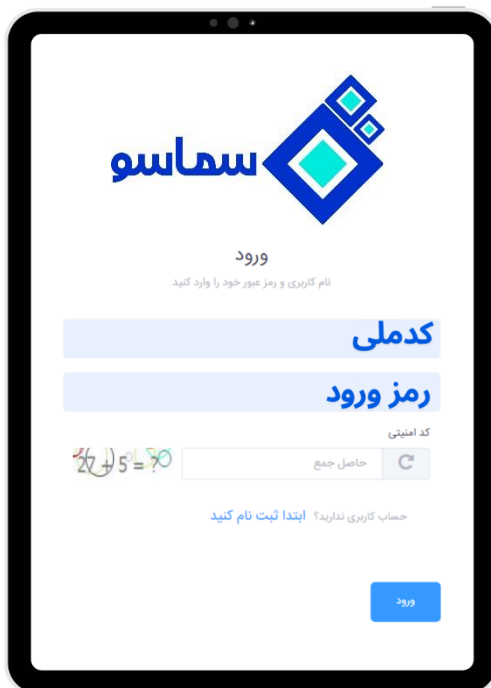 سماسو
ورود
نام کاربری و رمز عبور خود را وارد کنید
کدملی
رمز ورود
کد امنیتی
حاصل جمع
27 + 5 = ?
حساب کاربری ندارید؟ ابتدا ثبت نام کنید
ورود